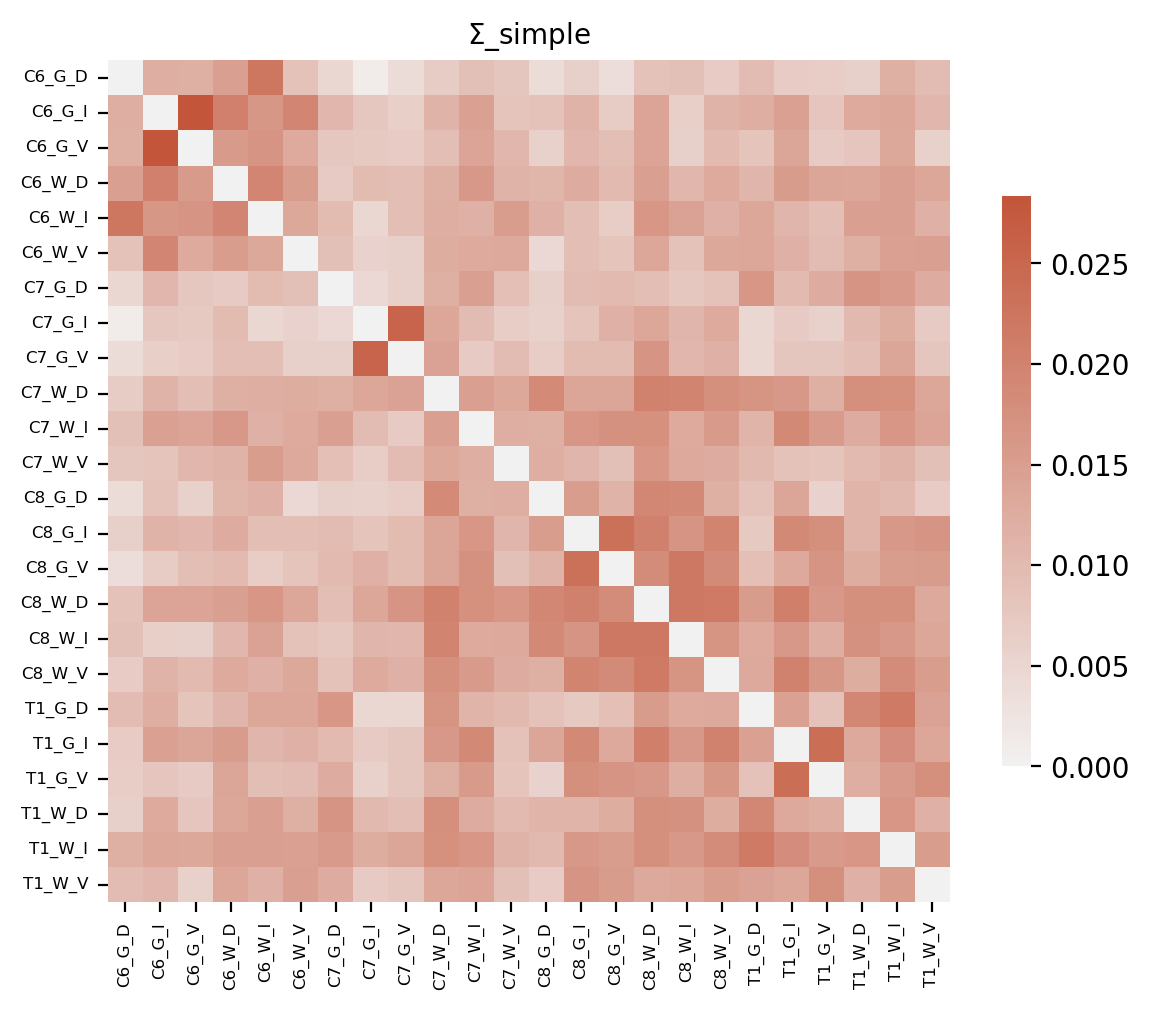 Σ_simple
C6_G_D
C6_G_I
C6_G_V
C6_W_D
C6_W_I
C6_W_V
C7_G_D
C7_G_I
C7_G_V
C7_W_D
C7_W_I
C7_W_V
C8_G_D
C8_G_I
C8_G_V
C8_W_D
C8_W_I
C8_W_V
T1_G_D
T1_G_I
T1_G_V
T1_W_D
T1_W_I
T1_W_V
C6_G_D
C6_G_I
C6_G_V
C6_W_D
C6_W_I
C6_W_V
C7_G_D
C7_G_I
C7_G_V
C7_W_D
C7_W_I
C7_W_V
C8_G_D
C8_G_I
C8_G_V
C8_W_D
C8_W_I
C8_W_V
T1_G_D
T1_G_I
T1_G_V
T1_W_D
T1_W_I
T1_W_V
0.025
0.020
0.015
0.010
0.005
0.000